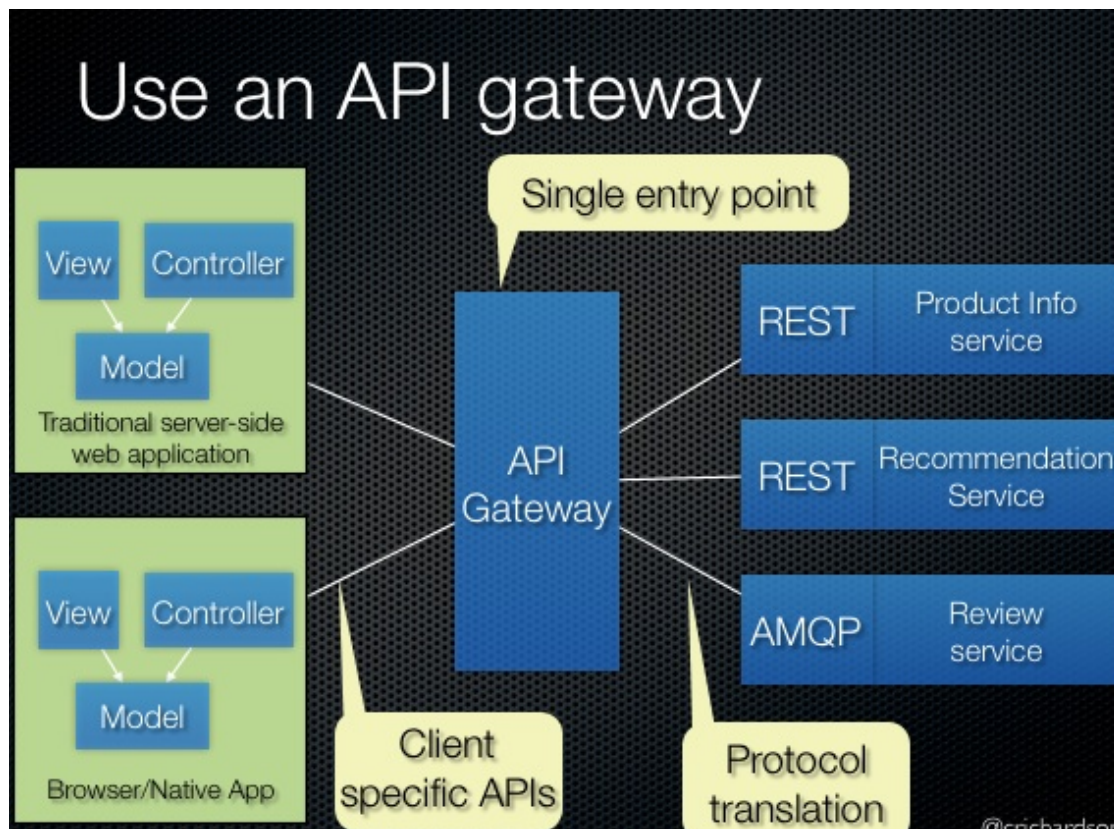 Use an API gateway
Single entry point
View
Controller
Model
Traditional server-side
web application
View
Controller
Model
Browser/Native App
API
Gateway
Client
specific APIs
Protocol
translation
REST
Product Info
service
REST
Recommendation
Service
AMQP
Review
service